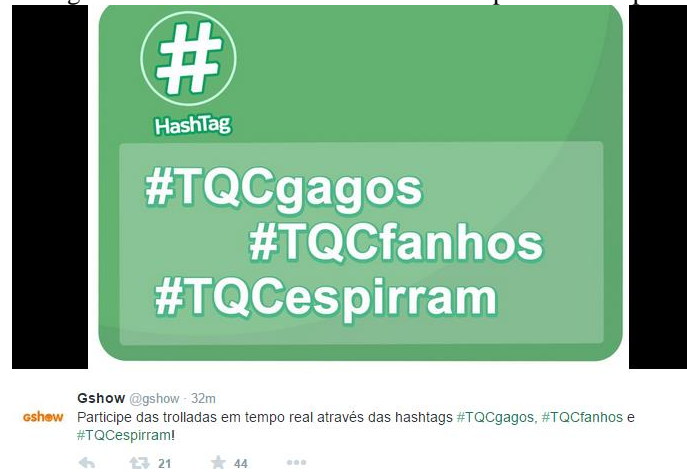 #
HashTag
#TQCgagos
#TQCfanhos
#TQCespirram
Gshow @gshow · 32m
gshow
Participe das trolladas em tempo real através das hashtags #TQCgagos, #TQCfanhos e
#TQCespirram!
21 44